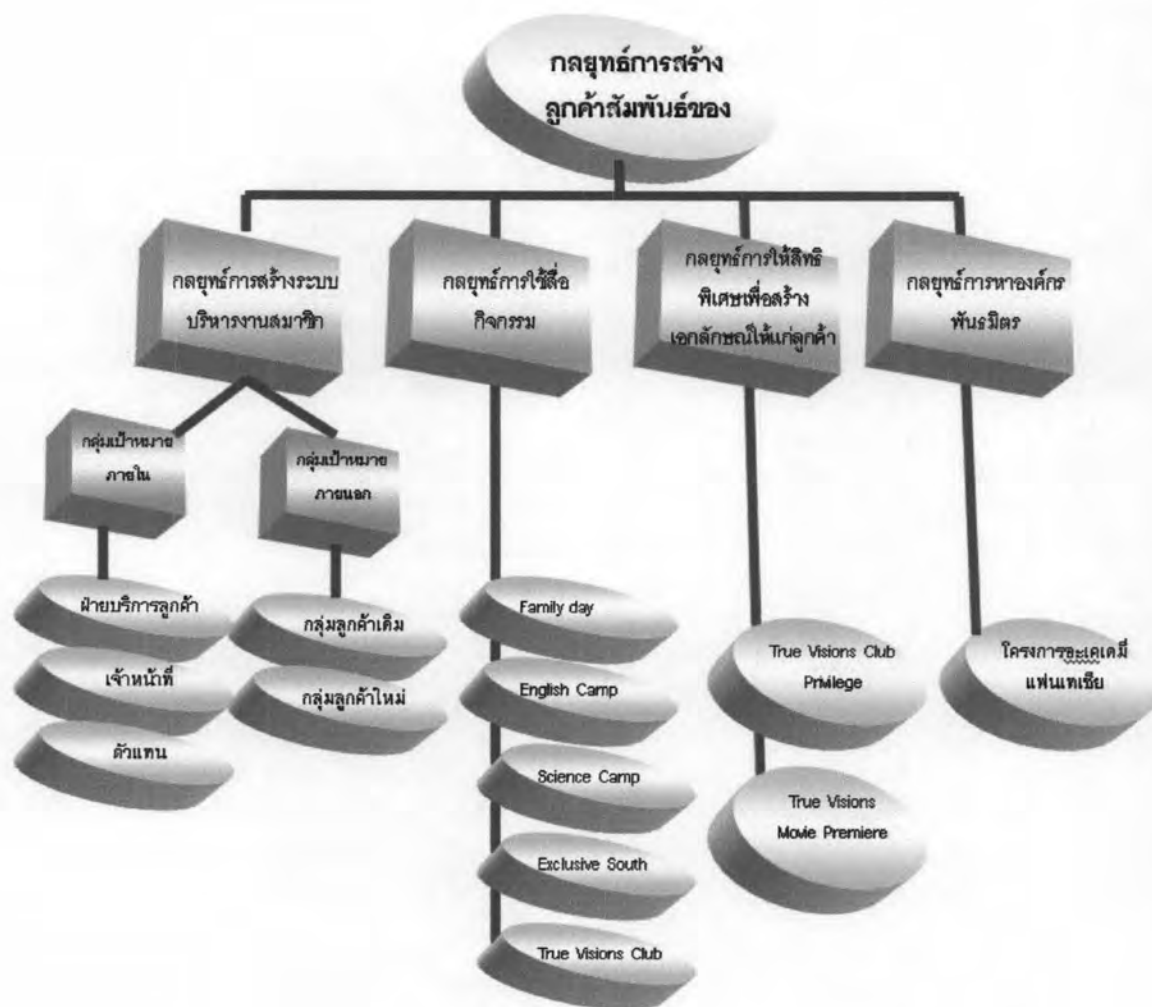 กลยุทธ์การสร้าง
ลูกค้าสัมพันธ์ของ
กลยุทธ์การสร้างระบบ
บริหารงานสมาชิก
กลยุทธ์การใช้สื่อ
กิจกรรม
กลยุทธ์การให้สิทธิ
พิเศษเพื่อสร้าง
เอกลักษณ์ให้แก่ลูกค้า
กลยุทธ์การหาองค์กร
พันธมิตร
กลุ่มเป้าหมาย
ภายใน
กลุ่มเป้าหมาย
ภายนอก
ฝ่ายบริการลูกค้า
เจ้าหน้าที่
ตัวแทน
กลุ่มลูกค้าเดิม
กลุ่มลูกค้าใหม่
Family day
English Camp
Science Camp
Exclusive South
True Visions Club
True Visions Club
Privilege
True Visions
Movie Premiere
โครงการอะเคเดมี่
แฟนเทเชีย